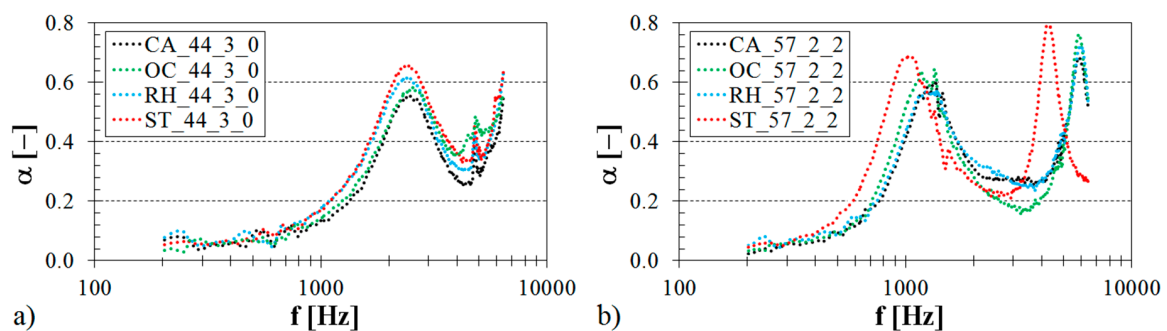 0.8
0.6
0.4
0.2
0.0
α [–]
CA_44_3_0
OC_44_3_0
RH_44_3_0
ST_44_3_0
100
1000
10000
f [Hz]
a)
0.8
0.6
0.4
0.2
0.0
α [–]
CA_57_2_2
OC_57_2_2
RH_57_2_2
ST_57_2_2
100
1000
10000
f [Hz]
b)